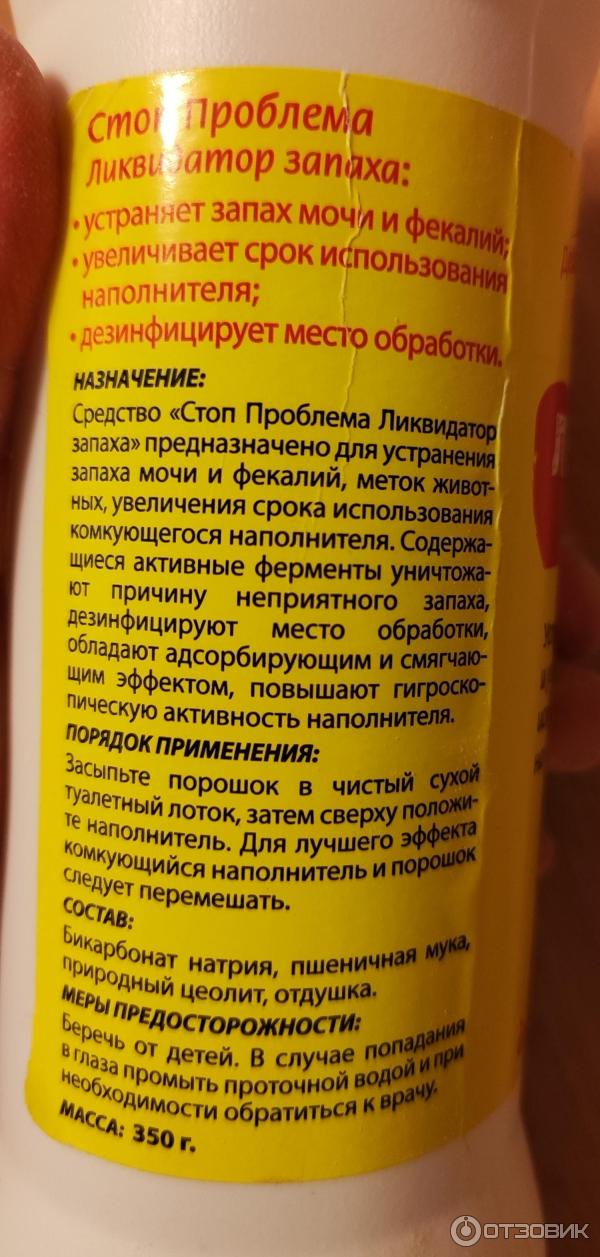 Стоп Проблема
Ликвидатор запаха:
• устраняет запах мочи и фекалий;
• увеличивает срок использования
наполнителя;
• дезинфицирует место обработки.
НАЗНАЧЕНИЕ:
Средство «Стоп Проблема Ликвидатор
запаха» предназначено для устранения
запаха мочи и фекалий, меток живот-
ных, увеличения срока использования
комкующегося наполнителя. Содержа-
щиеся активные ферменты уничтожа-
ют причину неприятного запаха,
дезинфицируют место обработки,
обладают адсорбирующим и смягчаю-
щим эффектом, повышают гигроско-
пическую активность наполнителя.
ПОРЯДОК ПРИМЕНЕНИЯ:
Засыпьте порошок в чистый сухой
туалетный лоток, затем сверху положи-
те наполнитель. Для лучшего эффекта
комкующийся наполнитель и порошок
следует перемешать.
СОСТАВ:
Бикарбонат натрия, пшеничная мука,
природный цеолит, отдушка.
МЕРЫ ПРЕДОСТОРОЖНОСТИ:
Беречь от детей. В случае попадания
в глаза промыть проточной водой и при
необходимости обратиться к врачу.
МАССА: 350 г.
ОТЗОВИК